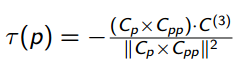 τ(p) = − (C_p × C_pp) · C^(3) / ‖C_p × C_pp‖²